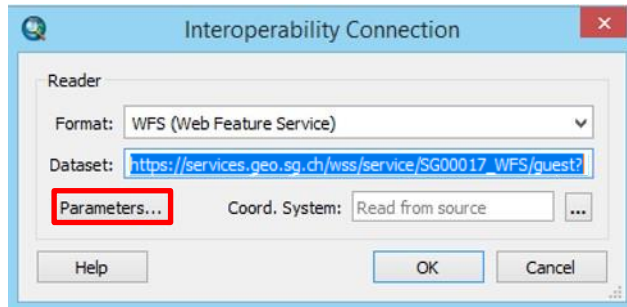 Interoperability Connection
Reader
Format: WFS (Web Feature Service)
Dataset: https://services.geo.sg.ch/wss/service/SG00017_WFS/guest?
Parameters... Coord. System: Read from source ...
Help OK Cancel